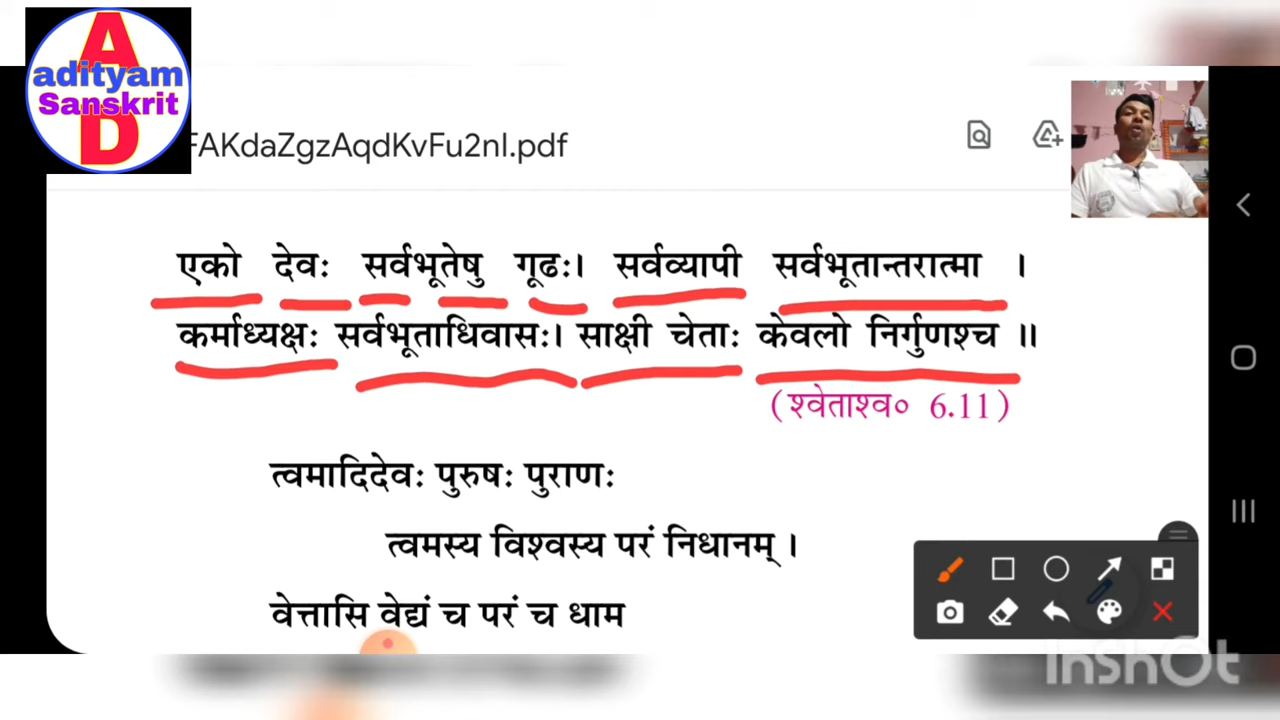 A
adityam
Sanskrit
D
FAKdaZgzAqdKvFu2nl.pdf
एको देवः सर्वभूतेषु गूढः। सर्वव्यापी सर्वभूतान्तरात्मा ।
कर्माध्यक्षः सर्वभूताधिवासः। साक्षी चेताः केवलो निर्गुणश्च ॥
(श्वेताश्व० 6.11)
त्वमादिदेवः पुरुषः पुराणः
त्वमस्य विश्वस्य परं निधानम् ।
वेत्तासि वेद्यं च परं च धाम
InShOt